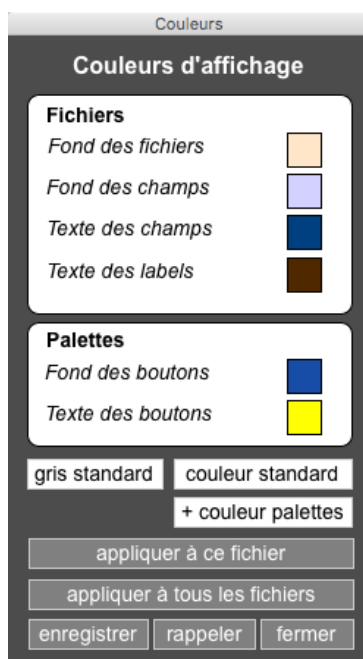 Couleurs
Couleurs d'affichage
Fichiers
Fond des fichiers
Fond des champs
Texte des champs
Texte des labels
Palettes
Fond des boutons
Texte des boutons
gris standard couleur standard
+ couleur palettes
appliquer à ce fichier
appliquer à tous les fichiers
enregistrer rappeler fermer